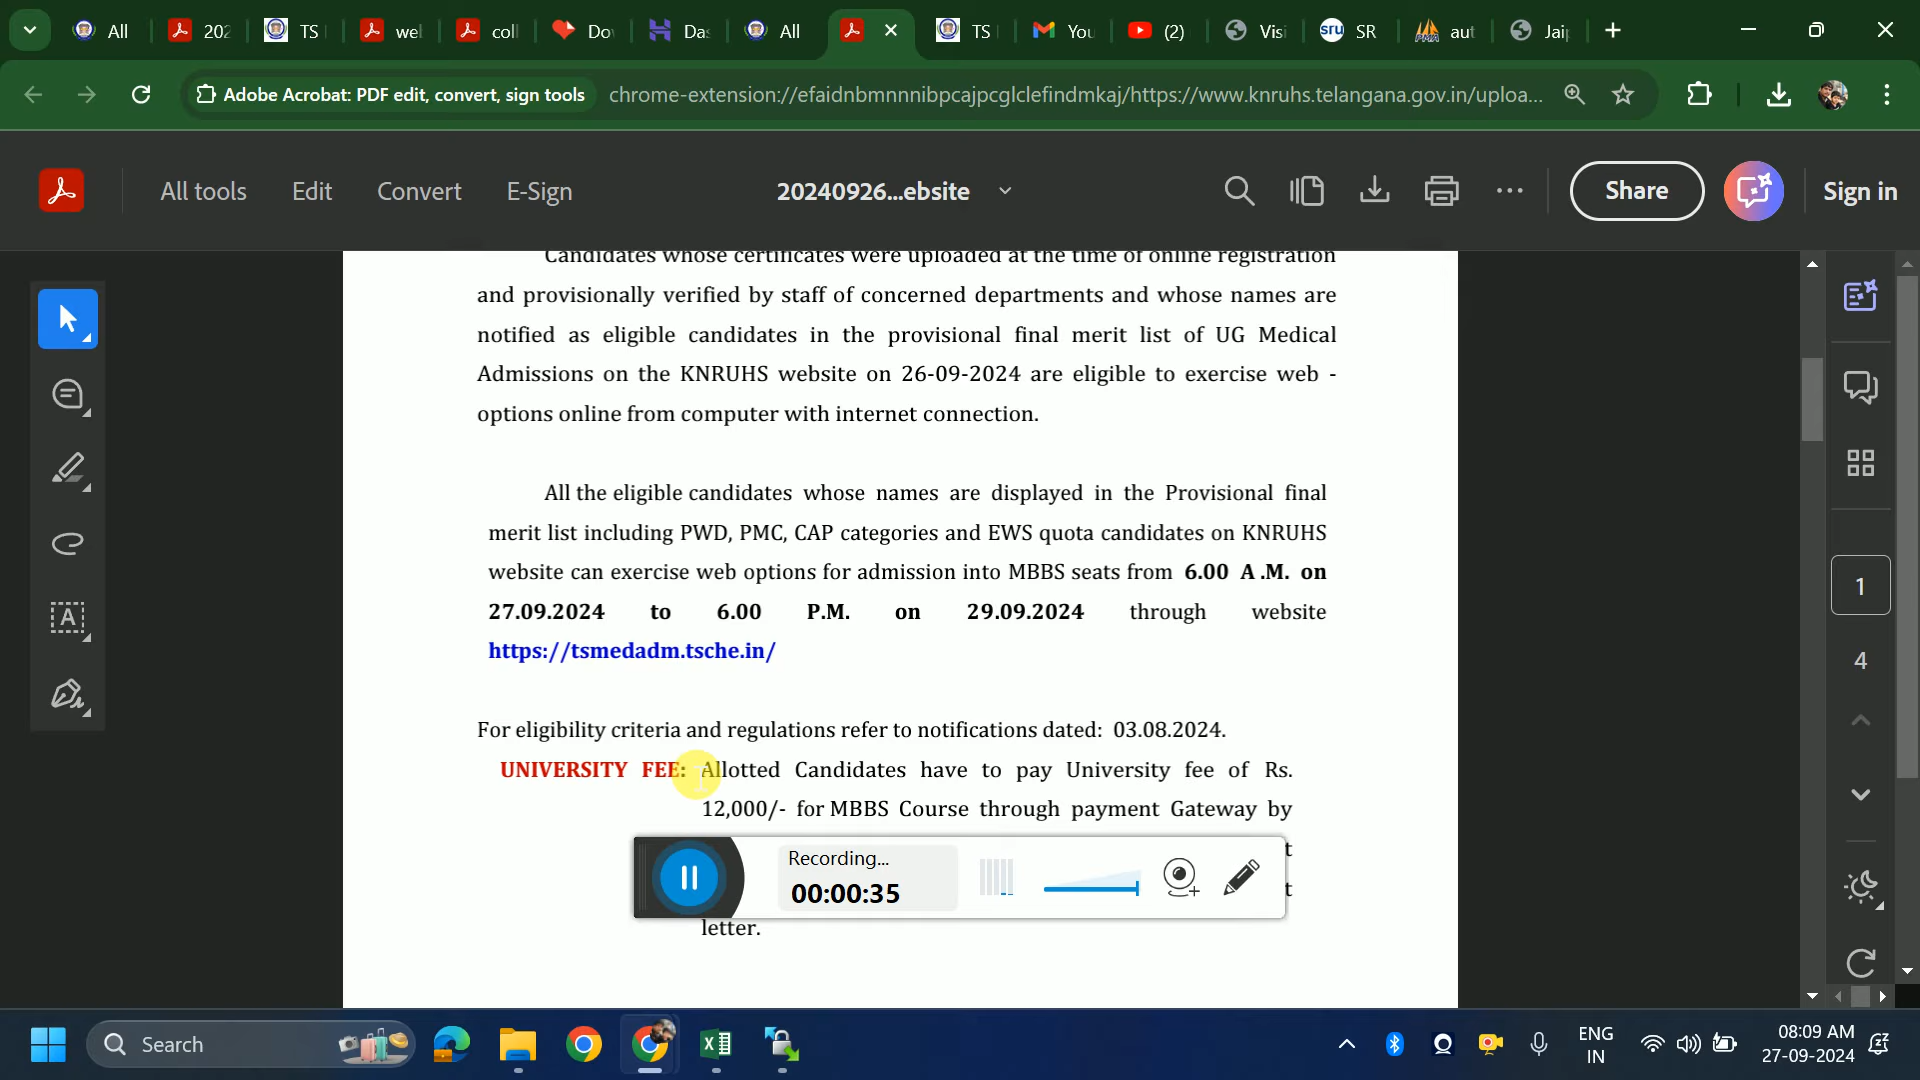 All
202
TS
wel
coll
Dov
Das
All
TS
You
(2)
Visi
sru
SR
aut
Jaip
Adobe Acrobat: PDF edit, convert, sign tools
chrome-extension://efaidnbmnnnibpcajpcglclefindmkaj/https://www.knruhs.telangana.gov.in/uploa...
All tools
Edit
Convert
E-Sign
20240926...ebsite
Share
Sign in
Candidates whose certificates were uploaded at the time of online registration
and provisionally verified by staff of concerned departments and whose names are
notified as eligible candidates in the provisional final merit list of UG Medical
Admissions on the KNRUHS website on 26-09-2024 are eligible to exercise web -
options online from computer with internet connection.
All the eligible candidates whose names are displayed in the Provisional final
merit list including PWD, PMC, CAP categories and EWS quota candidates on KNRUHS
website can exercise web options for admission into MBBS seats from 6.00 A .M. on
27.09.2024 to 6.00 P.M. on 29.09.2024 through website
https://tsmedadm.tsche.in/
For eligibility criteria and regulations refer to notifications dated: 03.08.2024.
UNIVERSITY FEE: Allotted Candidates have to pay University fee of Rs.
12,000/- for MBBS Course through payment Gateway by
t
t
letter.
Recording...
00:00:35
1
4
Search
ENG
IN
08:09 AM
27-09-2024